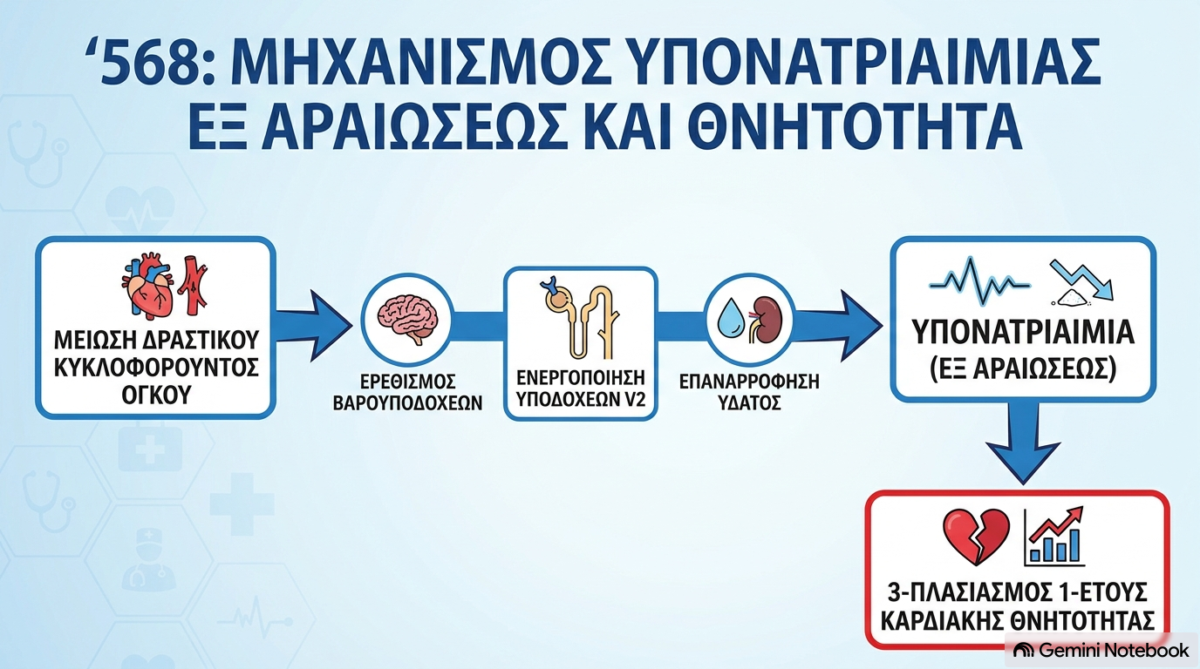 ‘568: ΜΗΧΑΝΙΣΜΟΣ ΥΠΟΝΑΤΡΙΑΙΜΙΑΣ
ΕΞ ΑΡΑΙΩΣΕΩΣ ΚΑΙ ΘΝΗΤΟΤΗΤΑ
ΜΕΙΩΣΗ ΔΡΑΣΤΙΚΟΥ
ΚΥΚΛΟΦΟΡΟΥΝΤΟΣ
ΟΓΚΟΥ
ΕΡΕΘΙΣΜΟΣ
ΒΑΡΟΥΠΟΔΟΧΕΩΝ
ΕΝΕΡΓΟΠΟΙΗΣΗ
ΥΠΟΔΟΧΕΩΝ V2
ΕΠΑΝΑΡΡΟΦΗΣΗ
ΥΔΑΤΟΣ
ΥΠΟΝΑΤΡΙΑΙΜΙΑ
(ΕΞ ΑΡΑΙΩΣΕΩΣ)
3-ΠΛΑΣΙΑΣΜΟΣ 1-ΕΤΟΥΣ
ΚΑΡΔΙΑΚΗΣ ΘΝΗΤΟΤΗΤΑΣ
Gemini Notebook